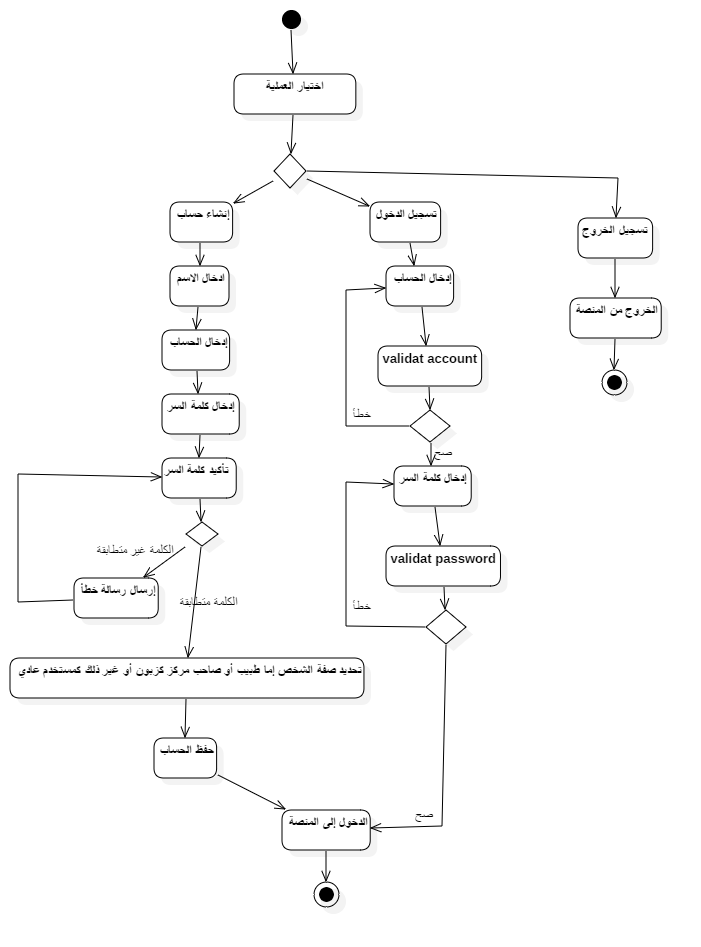 اختيار العملية
إنشاء حساب
تسجيل الدخول
تسجيل الخروج
ادخال الاسم
إدخال الحساب
الخروج من المنصة
إدخال الحساب
validat account
إدخال كلمة السر
خطأ
صح
تأكيد كلمة السر
إدخال كلمة السر
الكلمة غير متطابقة
validat password
إرسال رسالة خطأ
الكلمة متطابقة
خطأ
تحديد صفة الشخص إما طبيب أو صاحب مركز كزبون أو غير ذلك كمستخدم عادي
حفظ الحساب
صح
الدخول إلى المنصة